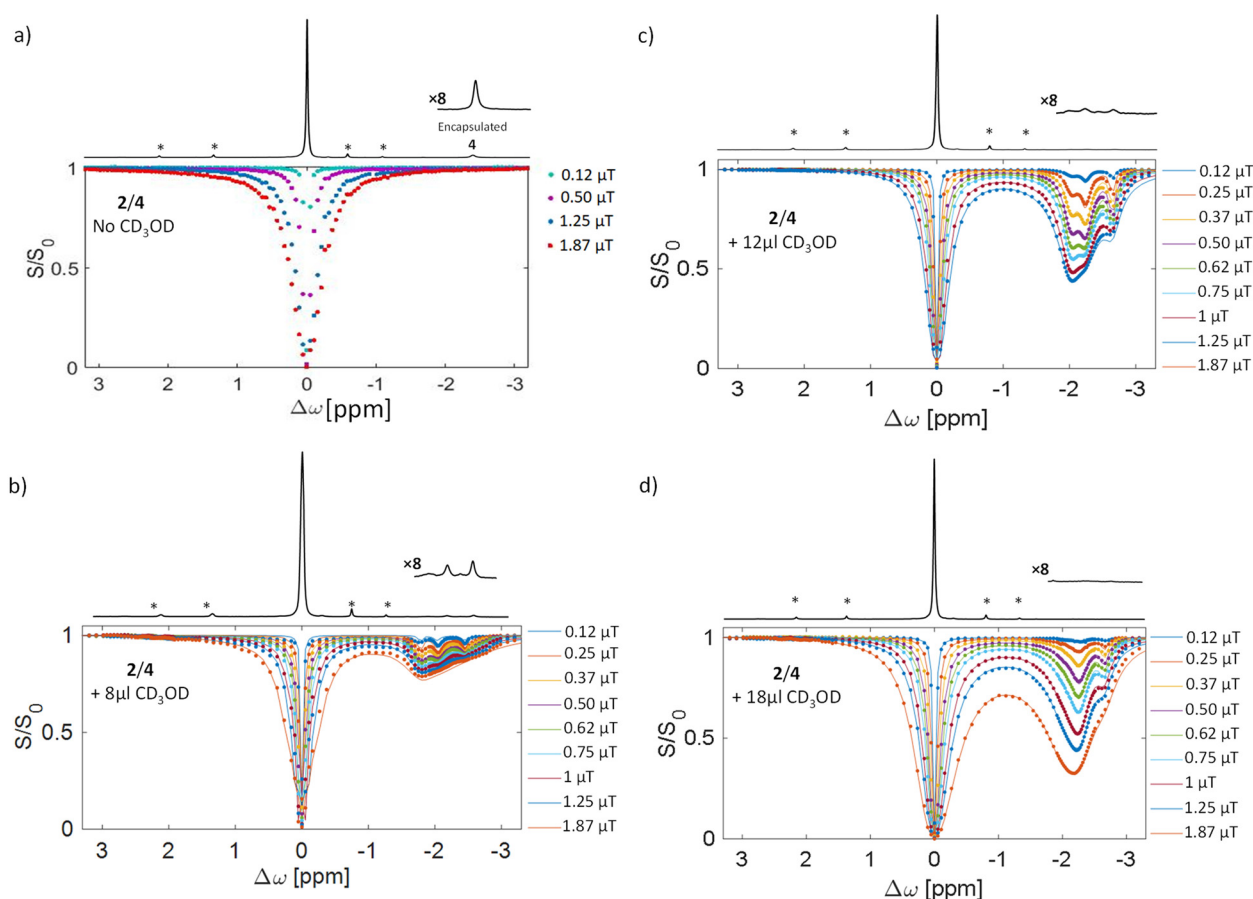 a)
×8
Encapsulated
4
* * * *
1
0.5
0
S/S0
2/4
No CD3OD
0.12 µT
0.50 µT
1.25 µT
1.87 µT
3 2 1 0 -1 -2 -3
Δω [ppm]
b)
×8
* * * *
1
0.5
0
S/S0
2/4
+ 8µl CD3OD
0.12 µT
0.25 µT
0.37 µT
0.50 µT
0.62 µT
0.75 µT
1 µT
1.25 µT
1.87 µT
3 2 1 0 -1 -2 -3
Δω [ppm]
c)
×8
* * * *
1
0.5
0
S/S0
2/4
+ 12µl CD3OD
0.12 µT
0.25 µT
0.37 µT
0.50 µT
0.62 µT
0.75 µT
1 µT
1.25 µT
1.87 µT
3 2 1 0 -1 -2 -3
Δω [ppm]
d)
×8
* * * *
1
0.5
0
S/S0
2/4
+ 18µl CD3OD
0.12 µT
0.25 µT
0.37 µT
0.50 µT
0.62 µT
0.75 µT
1 µT
1.25 µT
1.87 µT
3 2 1 0 -1 -2 -3
Δω [ppm]